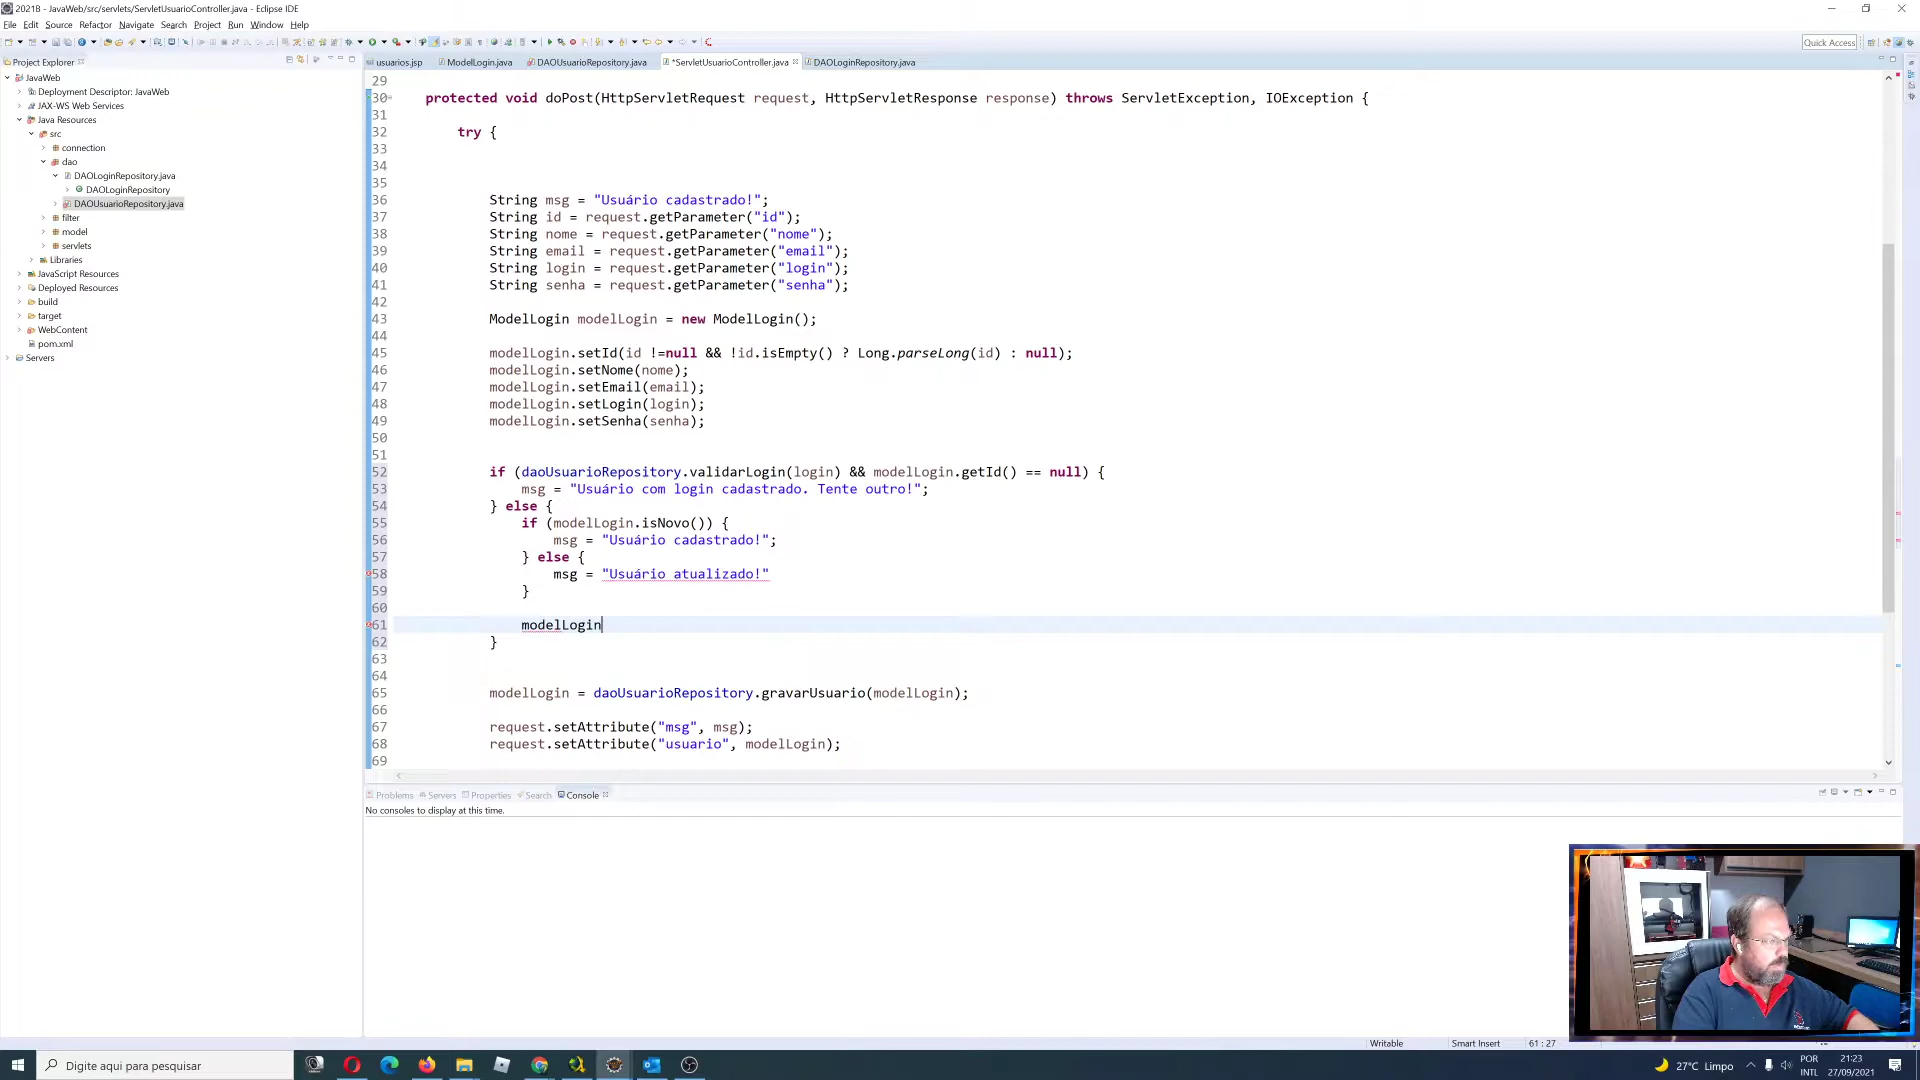 2021B - JavaWeb/src/servlets/ServletUsuarioController.java - Eclipse IDE
File Edit Source Refactor Navigate Search Project Run Window Help
Quick Access
Project Explorer
JavaWeb
Deployment Descriptor: JavaWeb
JAX-WS Web Services
Java Resources
src
connection
dao
DAOLoginRepository.java
DAOLoginRepository
DAOUsuarioRepository.java
filter
model
servlets
Libraries
JavaScript Resources
Deployed Resources
build
target
WebContent
pom.xml
Servers
usuarios.jsp ModelLogin.java DAOUsuarioRepository.java *ServletUsuarioController.java DAOLoginRepository.java
29
30 protected void doPost(HttpServletRequest request, HttpServletResponse response) throws ServletException, IOException {
31
32 try {
33
34
35
36 String msg = "Usuário cadastrado!";
37 String id = request.getParameter("id");
38 String nome = request.getParameter("nome");
39 String email = request.getParameter("email");
40 String login = request.getParameter("login");
41 String senha = request.getParameter("senha");
42
43 ModelLogin modelLogin = new ModelLogin();
44
45 modelLogin.setId(id !=null && !id.isEmpty() ? Long.parseLong(id) : null);
46 modelLogin.setNome(nome);
47 modelLogin.setEmail(email);
48 modelLogin.setLogin(login);
49 modelLogin.setSenha(senha);
50
51
52 if (daoUsuarioRepository.validarLogin(login) && modelLogin.getId() == null) {
53 msg = "Usuário com login cadastrado. Tente outro!";
54 } else {
55 if (modelLogin.isNovo()) {
56 msg = "Usuário cadastrado!";
57 } else {
58 msg = "Usuário atualizado!"
59 }
60
61 modelLogin
62 }
63
64
65 modelLogin = daoUsuarioRepository.gravarUsuario(modelLogin);
66
67 request.setAttribute("msg", msg);
68 request.setAttribute("usuario", modelLogin);
69
Problems Servers Properties Search Console
No consoles to display at this time.
Writable Smart Insert 61 : 27
Digite aqui para pesquisar
27°C Limpo
POR
INTL
21:23
27/09/2021